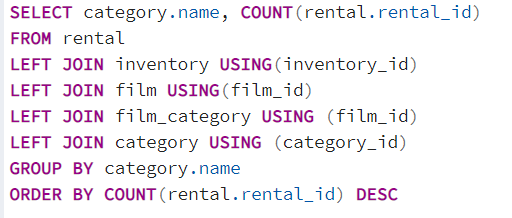 SELECT category.name, COUNT(rental.rental_id)
FROM rental
LEFT JOIN inventory USING(inventory_id)
LEFT JOIN film USING(film_id)
LEFT JOIN film_category USING (film_id)
LEFT JOIN category USING (category_id)
GROUP BY category.name
ORDER BY COUNT(rental.rental_id) DESC